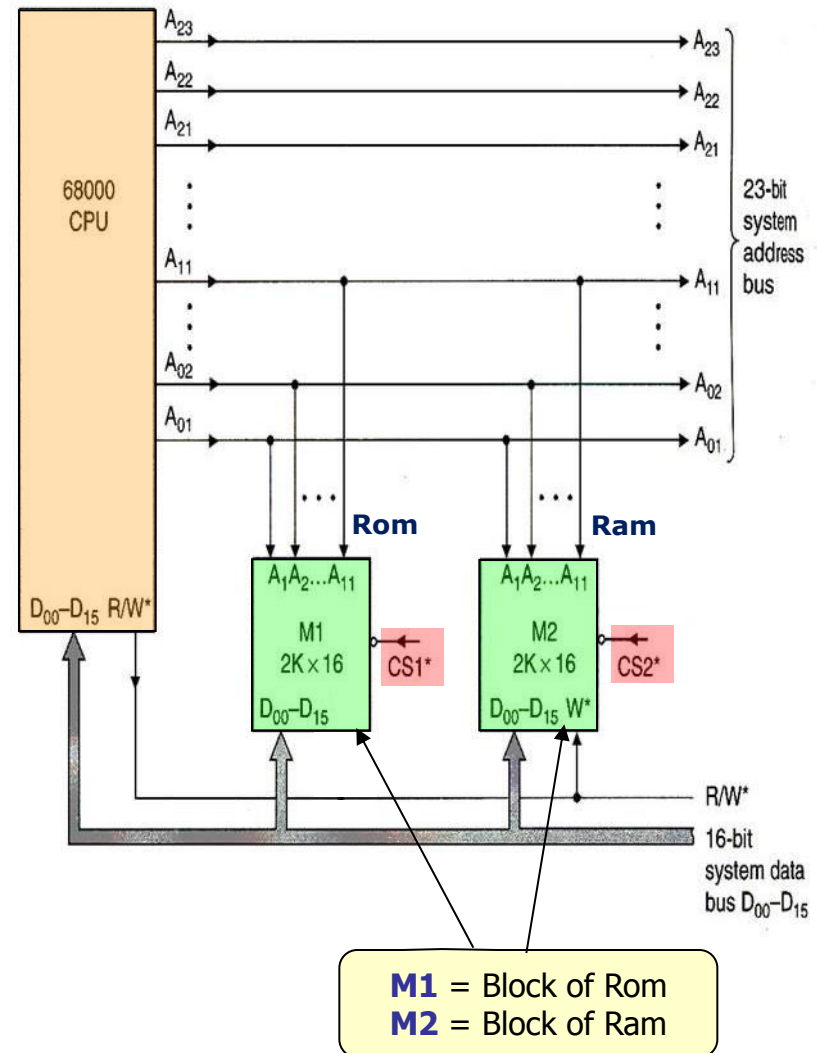 A₂₃
A₂₃
A₂₂
A₂₂
A₂₁
A₂₁
68000
CPU
23-bit
system
address
bus
A₁₁
A₁₁
A₀₂
A₀₂
A₀₁
A₀₁
Rom
Ram
A₁A₂...A₁₁
M1
2K×16
D₀₀–D₁₅
CS1*
A₁A₂...A₁₁
M2
2K×16
D₀₀–D₁₅ W*
CS2*
D₀₀–D₁₅ R/W*
R/W*
16-bit
system data
bus D₀₀–D₁₅
M1 = Block of Rom
M2 = Block of Ram